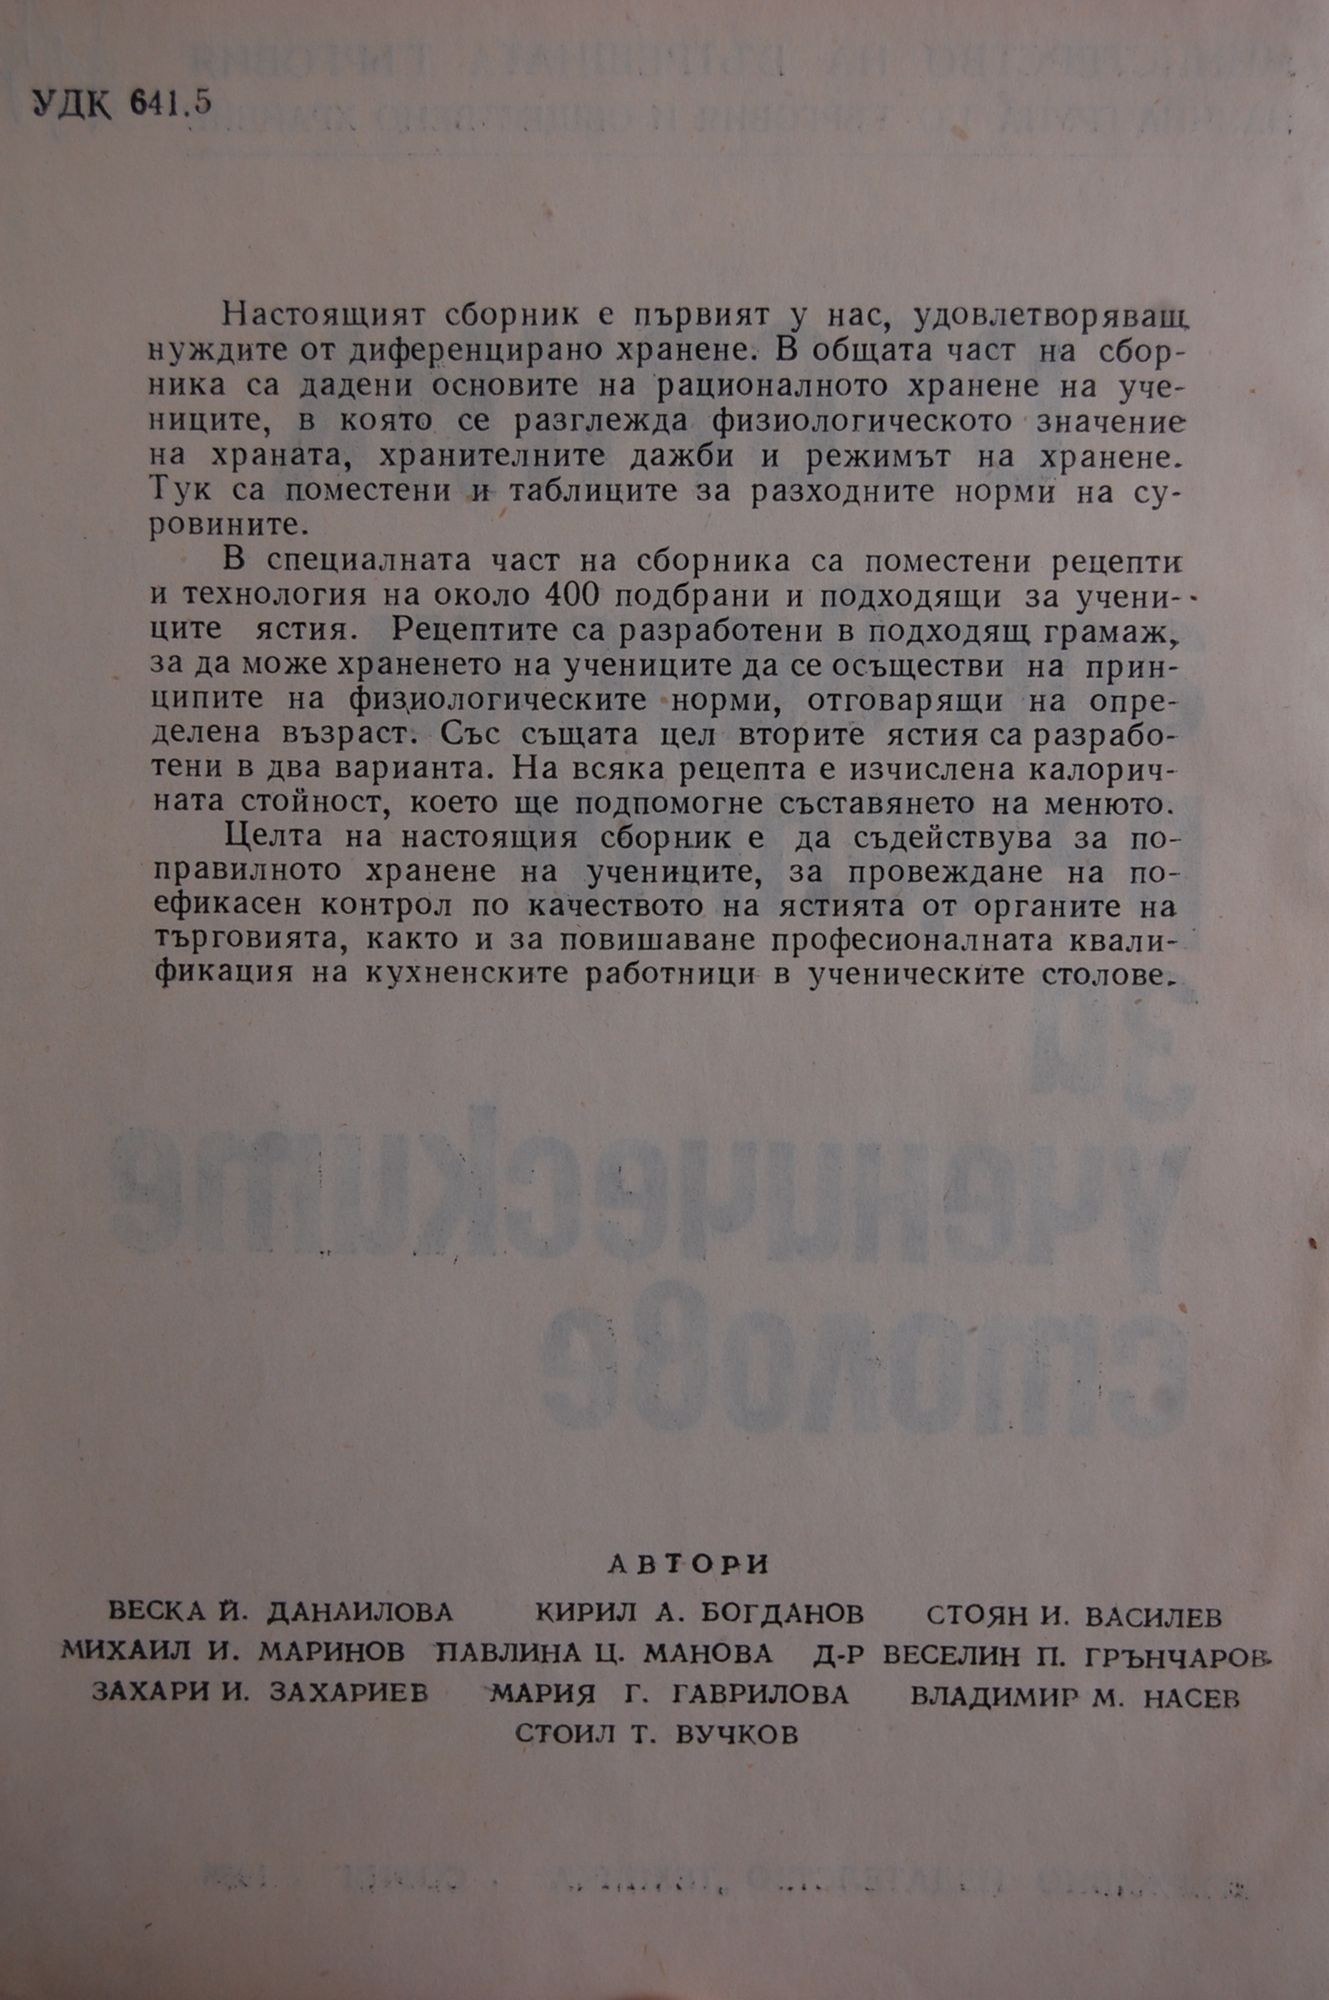 УДК 641.5
Настоящият сборник е първият у нас, удовлетворяващ
нуждите от диференцирано хранене. В общата част на сбор-
ника са дадени основите на рационалното хранене на уче-
ниците, в която се разглежда физиологическото значение
на храната, хранителните дажби и режимът на хранене.
Тук са поместени и таблиците за разходните норми на су-
ровините.
В специалната част на сборника са поместени рецепти
и технология на около 400 подбрани и подходящи за учени-
ците ястия. Рецептите са разработени в подходящ грамаж,
за да може храненето на учениците да се осъществи на прин-
ципите на физиологическите норми, отговарящи на опре-
делена възраст. Със същата цел вторите ястия са разрабо-
тени в два варианта. На всяка рецепта е изчислена калорич-
ната стойност, което ще подпомогне съставянето на менюто.
Целта на настоящия сборник е да съдействува за по-
правилното хранене на учениците, за провеждане на по-
ефикасен контрол по качеството на ястията от органите на
търговията, както и за повишаване професионалната квали-
фикация на кухненските работници в ученическите столове.
за
ученическите
столове
АВТОРИ
ВЕСКА Й. ДАНАИЛОВА КИРИЛ А. БОГДАНОВ СТОЯН И. ВАСИЛЕВ
МИХАИЛ И. МАРИНОВ ПАВЛИНА Ц. МАНОВА Д-Р ВЕСЕЛИН П. ГРЪНЧАРОВ
ЗАХАРИ И. ЗАХАРИЕВ МАРИЯ Г. ГАВРИЛОВА ВЛАДИМИР М. НАСЕВ
СТОИЛ Т. ВУЧКОВ